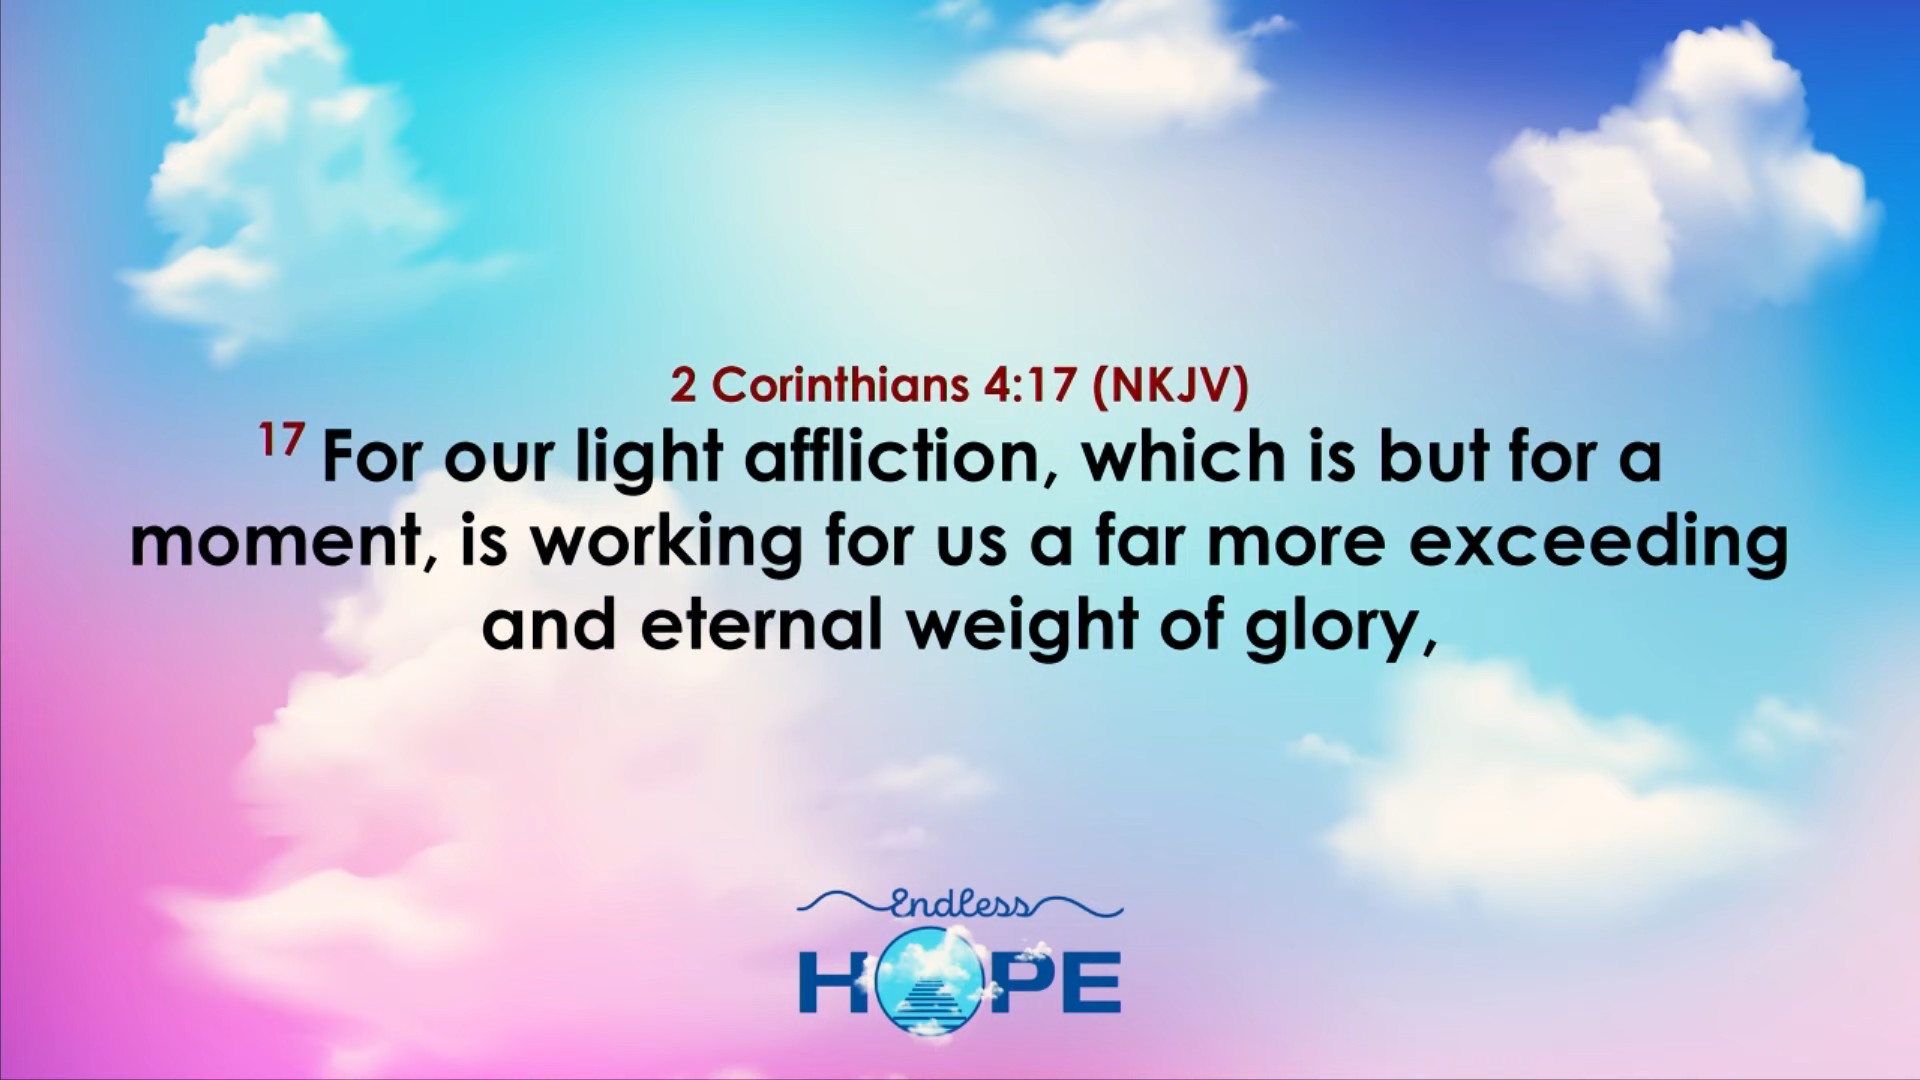 2 Corinthians 4:17 (NKJV)
17 For our light affliction, which is but for a
moment, is working for us a far more exceeding
and eternal weight of glory,
Endless
HOPE